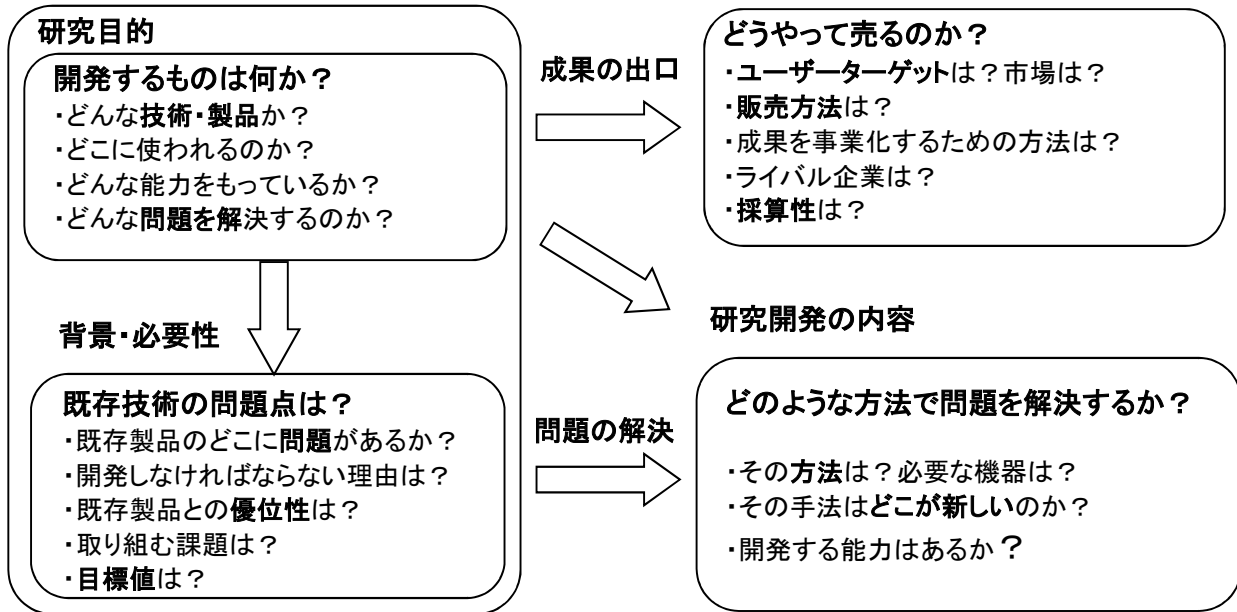 研究目的
開発するものは何か？
・どんな技術・製品か？
・どこに使われるのか？
・どんな能力をもっているか？
・どんな問題を解決するのか？
背景・必要性
既存技術の問題点は？
・既存製品のどこに問題があるか？
・開発しなければならない理由は？
・既存製品との優位性は？
・取り組む課題は？
・目標値は？
成果の出口
どうやって売るのか？
・ユーザーターゲットは？市場は？
・販売方法は？
・成果を事業化するための方法は？
・ライバル企業は？
・採算性は？
問題の解決
研究開発の内容
どのような方法で問題を解決するか？
・その方法は？必要な機器は？
・その手法はどこが新しいのか？
・開発する能力はあるか？